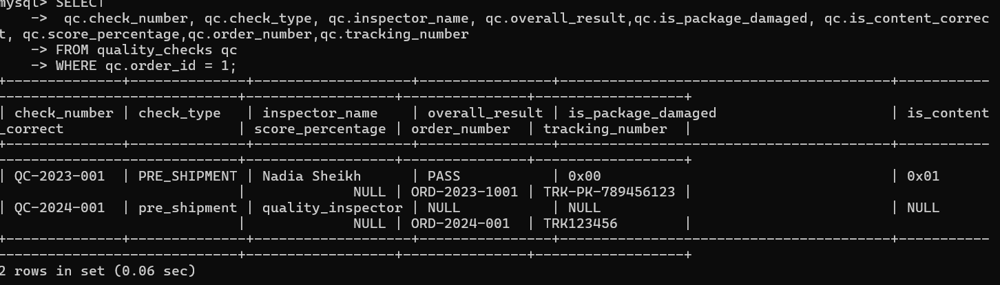 mysql> SELECT
    ->  qc.check_number, qc.check_type, qc.inspector_name, qc.overall_result,qc.is_package_damaged, qc.is_content_correc
t, qc.score_percentage,qc.order_number,qc.tracking_number
    -> FROM quality_checks qc
    -> WHERE qc.order_id = 1;
| check_number | check_type   | inspector_name    | overall_result | is_package_damaged                     | is_content
_correct                     | score_percentage | order_number  | tracking_number  |
| QC-2023-001  | PRE_SHIPMENT | Nadia Sheikh      | PASS           | 0x00                                   | 0x01
                             |             NULL | ORD-2023-1001 | TRK-PK-789456123 |
| QC-2024-001  | pre_shipment | quality_inspector | NULL           | NULL                                   | NULL
                             |             NULL | ORD-2024-001  | TRK123456        |
2 rows in set (0.06 sec)